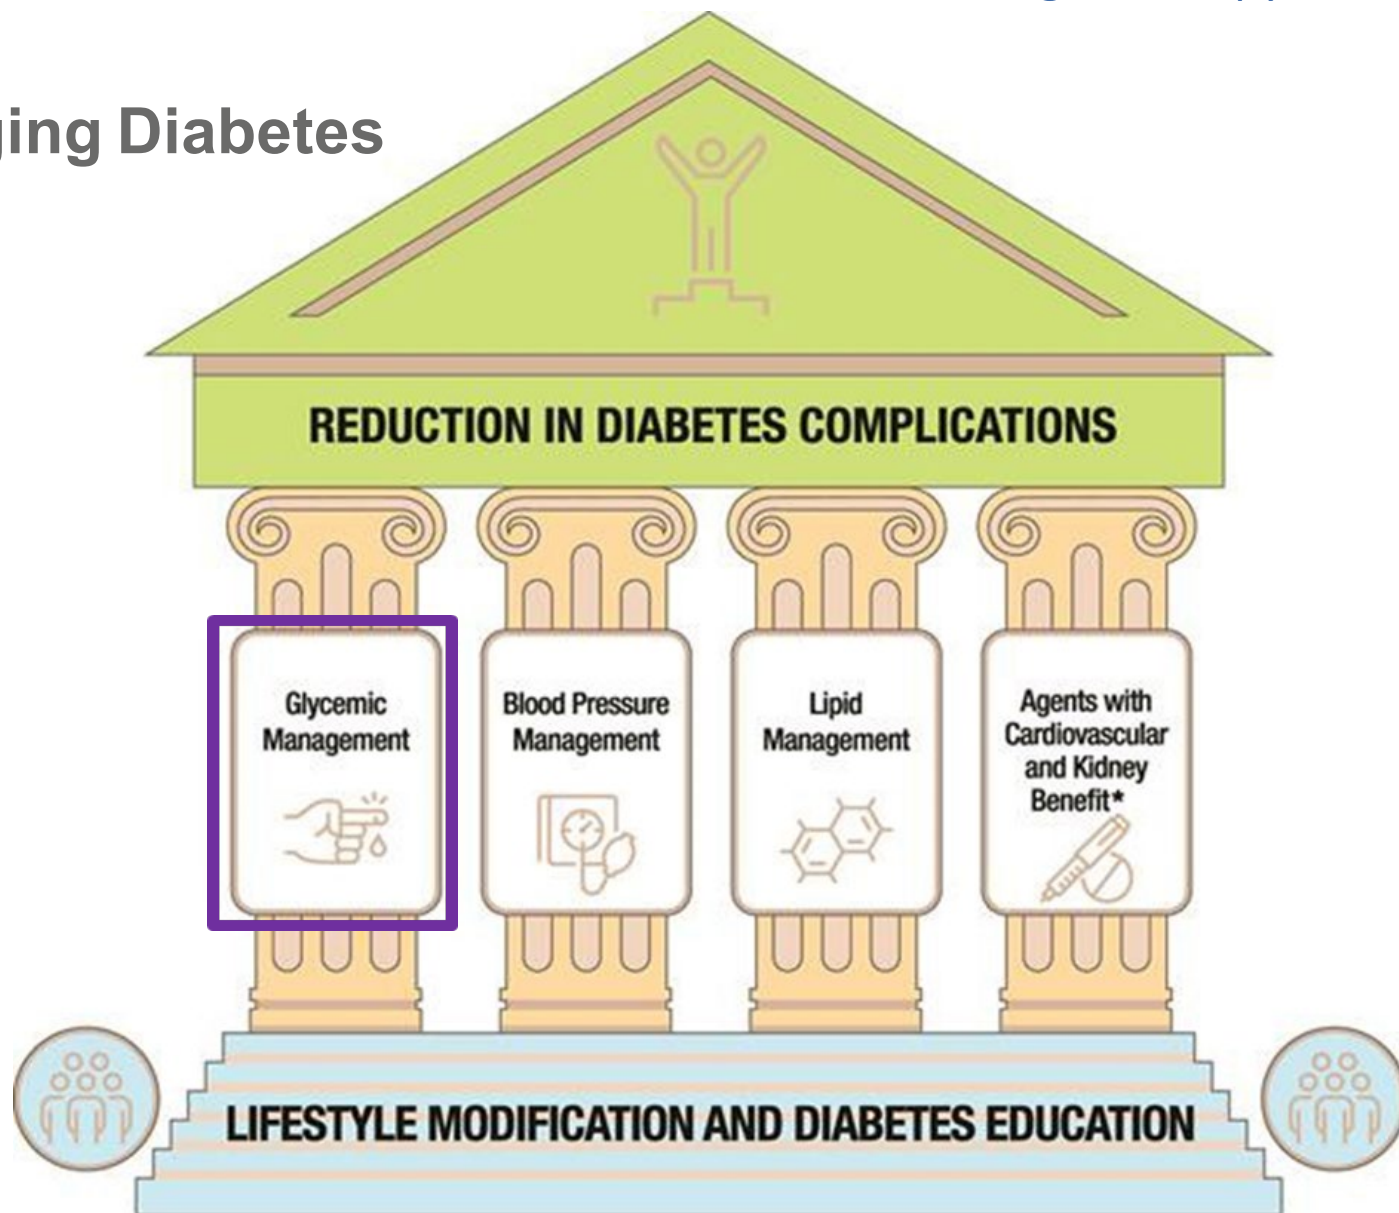 ging Diabetes
REDUCTION IN DIABETES COMPLICATIONS
Glycemic
Management
Blood Pressure
Management
Lipid
Management
Agents with
Cardiovascular
and Kidney
Benefit*
LIFESTYLE MODIFICATION AND DIABETES EDUCATION